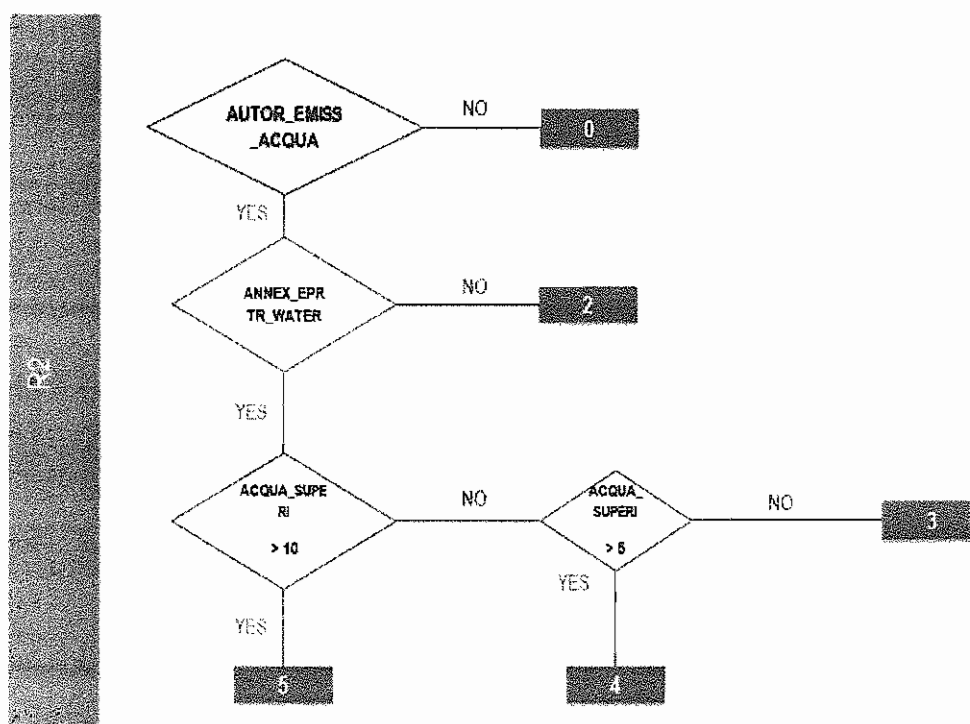 AUTOR_EMISS
_ACQUA
NO
0
YES
ANNEX_EPR
TR_WATER
NO
2
R2
YES
ACQUA_SUPE
RI
> 10
NO
ACQUA_
SUPERI
> 5
NO
3
YES
YES
5
4